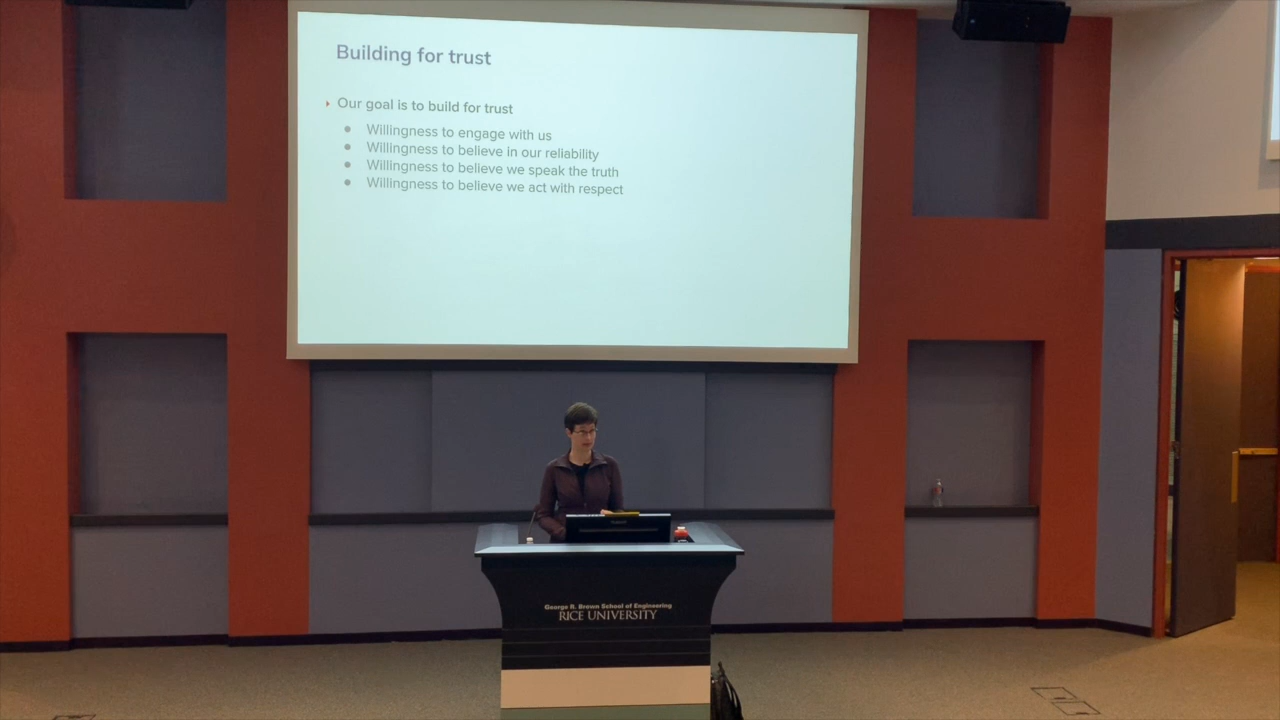 Building for trust
Our goal is to build for trust
Willingness to engage with us
Willingness to believe in our reliability
Willingness to believe we speak the truth
Willingness to believe we act with respect
George R. Brown School of Engineering
RICE UNIVERSITY